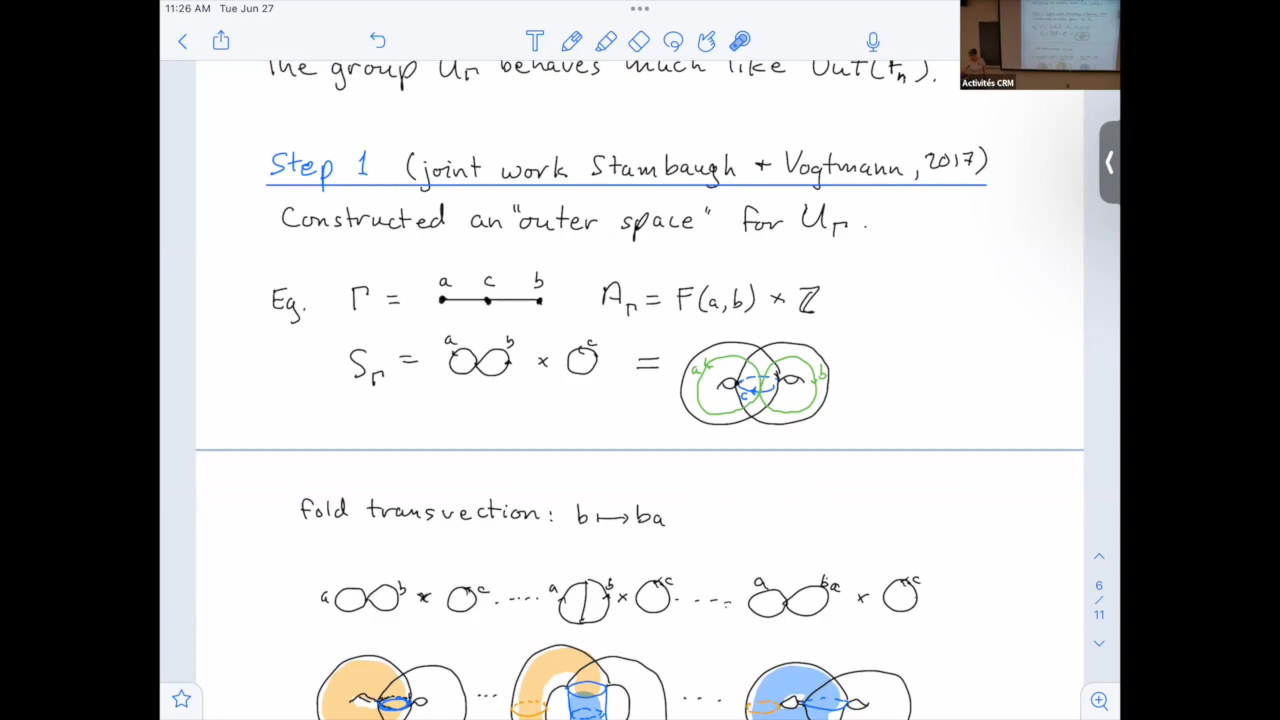 11:26 AM Tue Jun 27
Activités CRM
The group U_Γ behaves much like Out(F_n).
Step 1 (joint work Stambaugh + Vogtmann, 2017)
Constructed an "outer space" for U_Γ.
a c b
Eg. Γ = A_Γ = F(a,b) × ℤ
S_Γ = a b × c = a b c
fold transvection: b ↦ ba
a b × c ..... a b × c ..... a ba × c
... ...
6
/
11